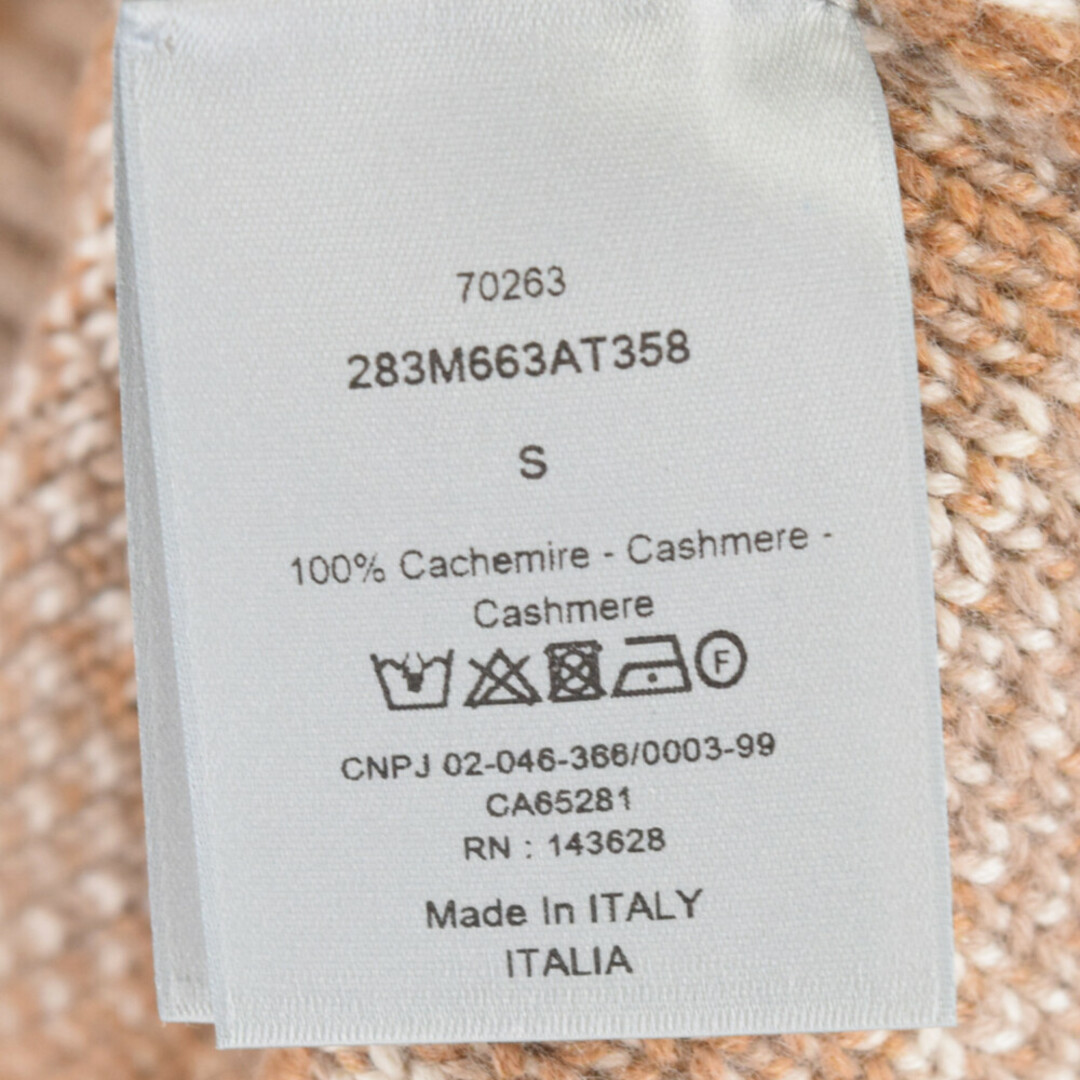 70263
283M663AT358
S
100% Cachemire - Cashmere -
Cashmere
F
CNPJ 02-046-366/0003-99
CA65281
RN : 143628
Made In ITALY
ITALIA